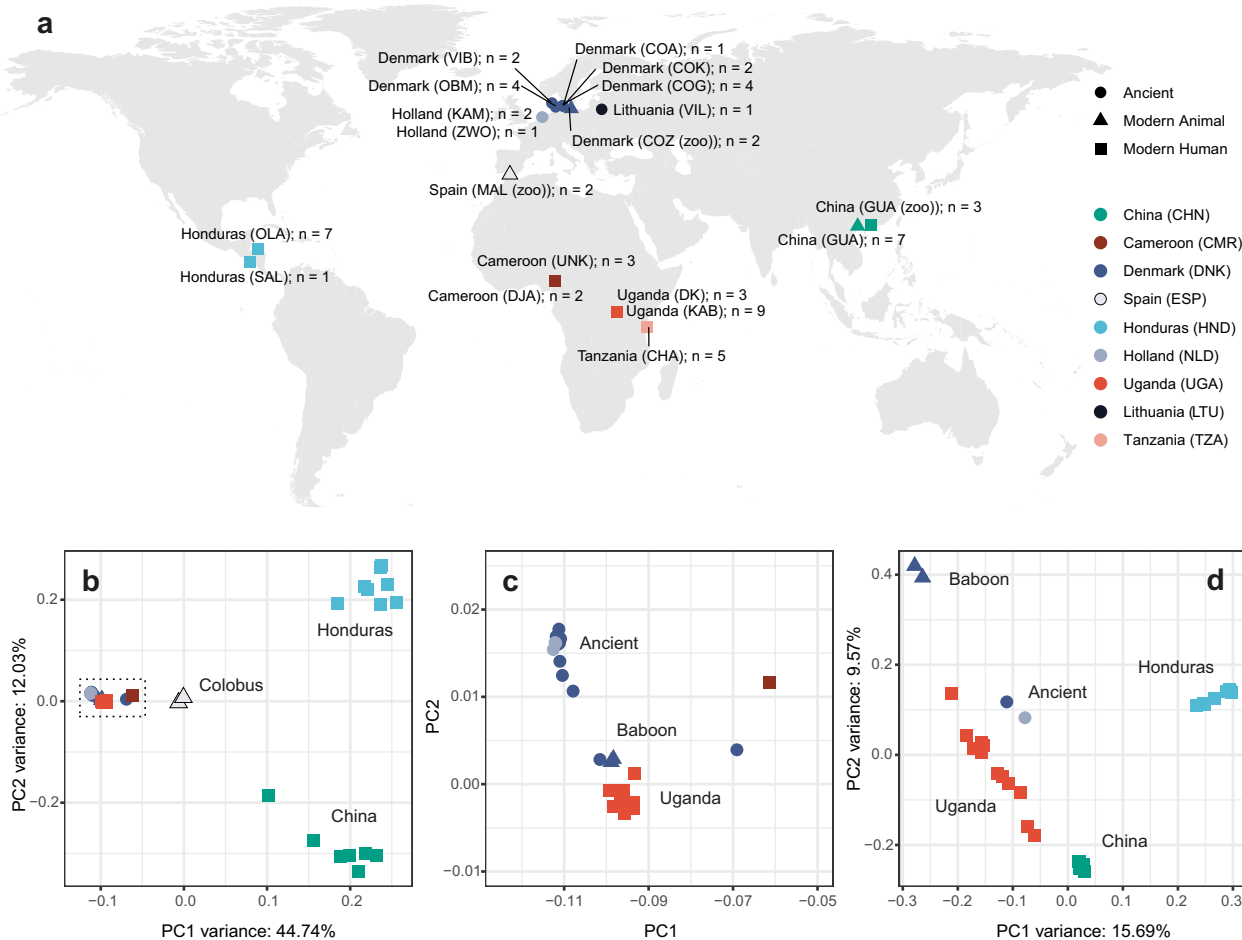 a
Denmark (VIB); n = 2
Denmark (COA); n = 1
Denmark (COK); n = 2
Denmark (OBM); n = 4
Denmark (COG); n = 4
Holland (KAM); n = 2
Lithuania (VIL); n = 1
Holland (ZWO); n = 1
Denmark (COZ (zoo)); n = 2
Spain (MAL (zoo)); n = 2
China (GUA (zoo)); n = 3
China (GUA); n = 7
Honduras (OLA); n = 7
Honduras (SAL); n = 1
Cameroon (UNK); n = 3
Cameroon (DJA); n = 2
Uganda (DK); n = 3
Uganda (KAB); n = 9
Tanzania (CHA); n = 5
Ancient
Modern Animal
Modern Human
China (CHN)
Cameroon (CMR)
Denmark (DNK)
Spain (ESP)
Honduras (HND)
Holland (NLD)
Uganda (UGA)
Lithuania (LTU)
Tanzania (TZA)
b
Honduras
Colobus
China
0.2
0.0
−0.2
−0.1
0.0
0.1
0.2
PC2 variance: 12.03%
PC1 variance: 44.74%
c
Ancient
Baboon
Uganda
0.02
0.01
0.00
−0.01
−0.11
−0.09
−0.07
−0.05
PC2
PC1
d
Baboon
Honduras
Ancient
Uganda
China
0.4
0.2
0.0
−0.2
−0.3
−0.2
−0.1
0.0
0.1
0.2
0.3
PC2 variance: 9.57%
PC1 variance: 15.69%